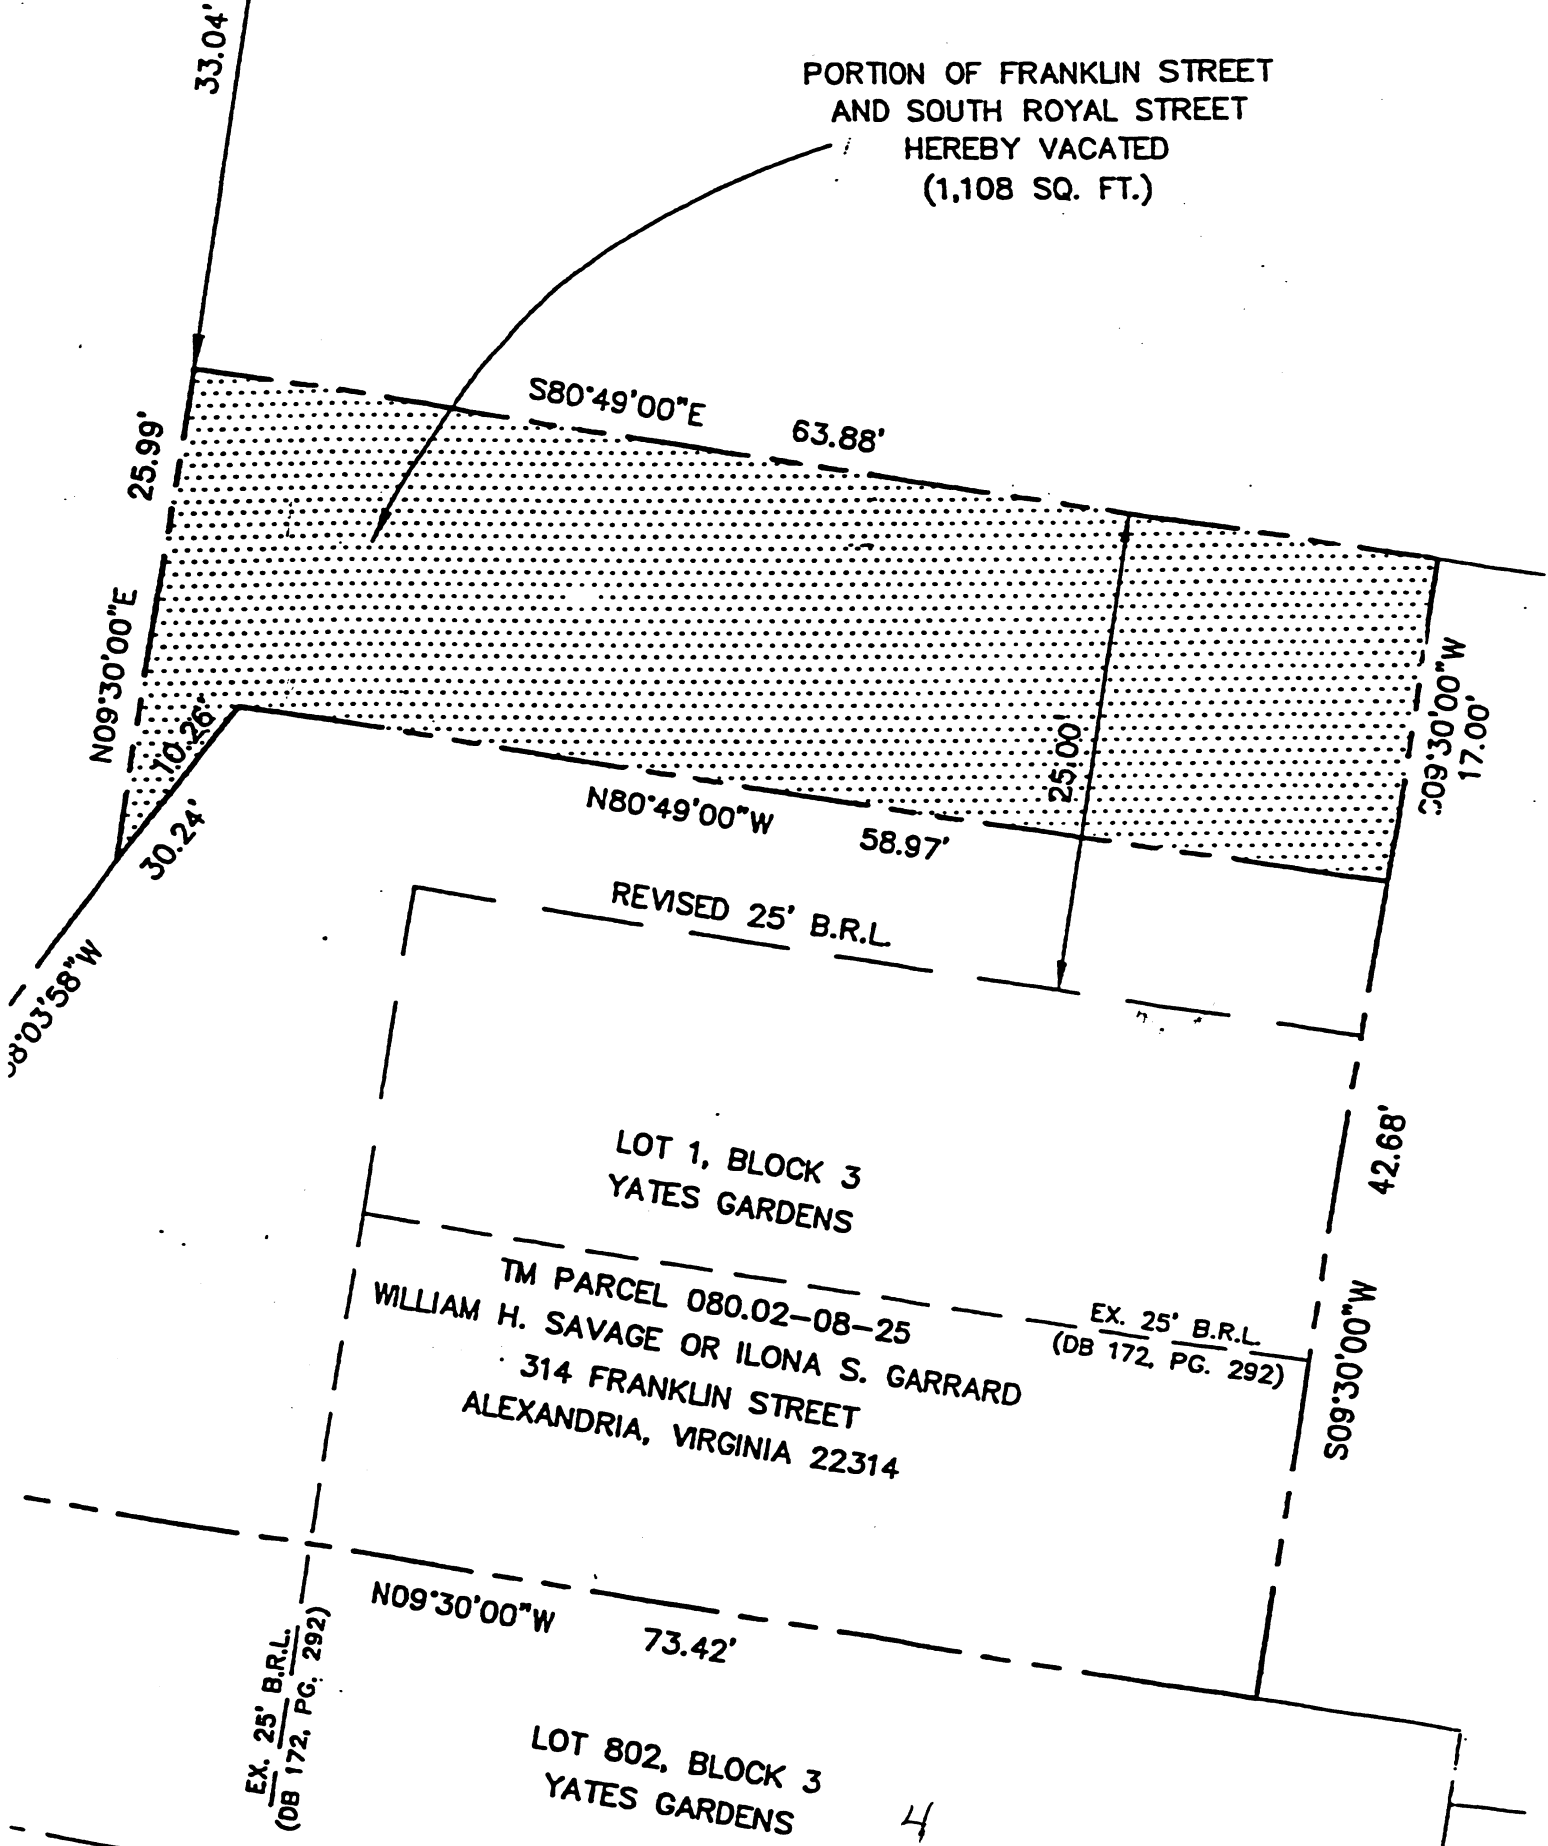 33.04'
PORTION OF FRANKLIN STREET
AND SOUTH ROYAL STREET
HEREBY VACATED
(1,108 SQ. FT.)
S80°49'00"E 63.88'
25.99'
N09°30'00"E
10.26'
30.24'
8°03'58"W
S09°30'00"W
17.00'
25.00'
N80°49'00"W 58.97'
REVISED 25' B.R.L.
42.68'
LOT 1, BLOCK 3
YATES GARDENS
TM PARCEL 080.02-08-25
WILLIAM H. SAVAGE OR ILONA S. GARRARD
314 FRANKLIN STREET
ALEXANDRIA, VIRGINIA 22314
EX. 25' B.R.L.
(DB 172, PG. 292)
S09°30'00"W
N09°30'00"W 73.42'
EX. 25' B.R.L.
(DB 172, PG. 292)
LOT 802, BLOCK 3
YATES GARDENS
4